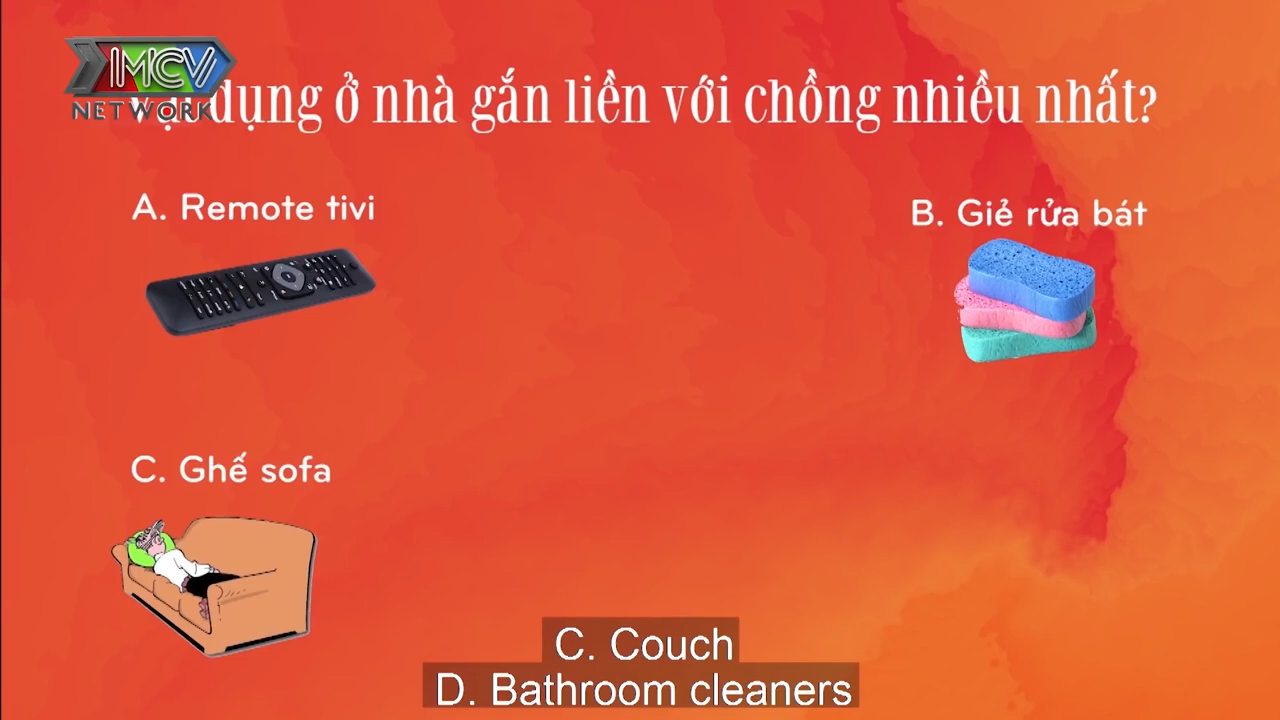 MCV
NETWORK
dụng ở nhà gắn liền với chồng nhiều nhất?
A. Remote tivi
B. Giẻ rửa bát
C. Ghế sofa
C. Couch
D. Bathroom cleaners